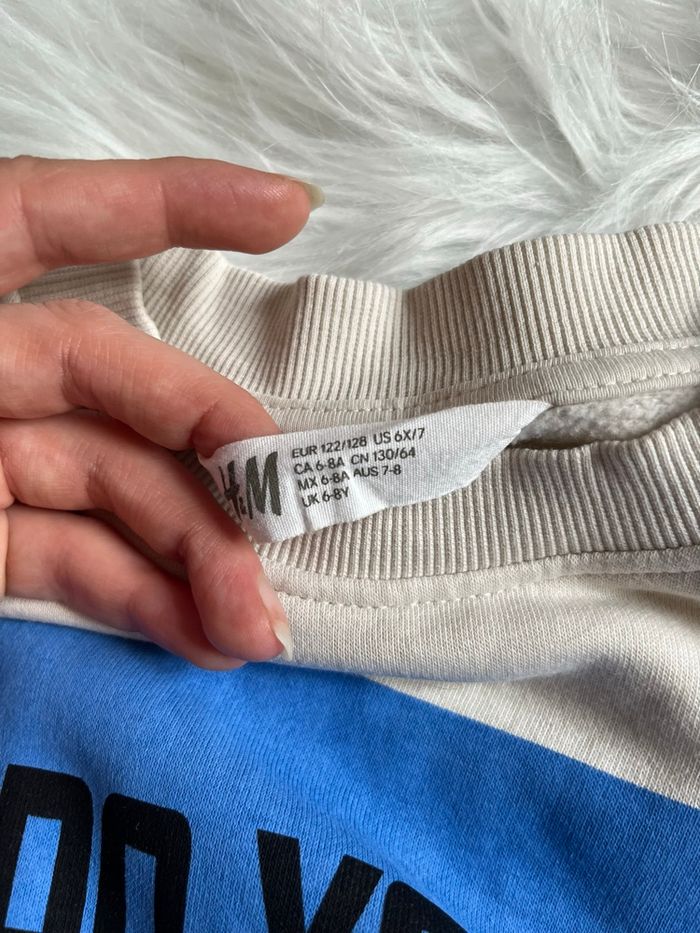 H&M
EUR 122/128 US 6X/7
CA 6-8A CN 130/64
MX 6-8A AUS 7-8
UK 6-8Y